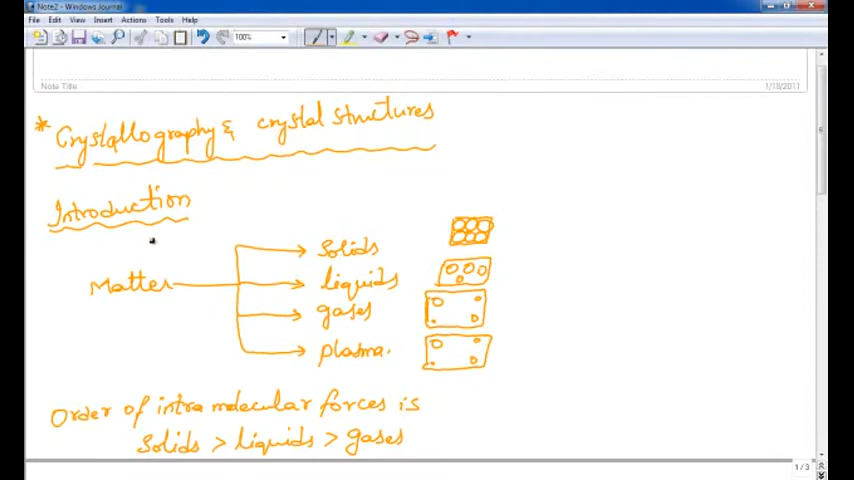 Note2 - Windows Journal
File Edit View Insert Actions Tools Help
100%
Note Title
1/18/2011
* Crystallography & crystal structures
Introduction
Matter
solids
liquids
gases
plasma.
Order of intra molecular forces is
Solids > liquids > gases
1 / 3